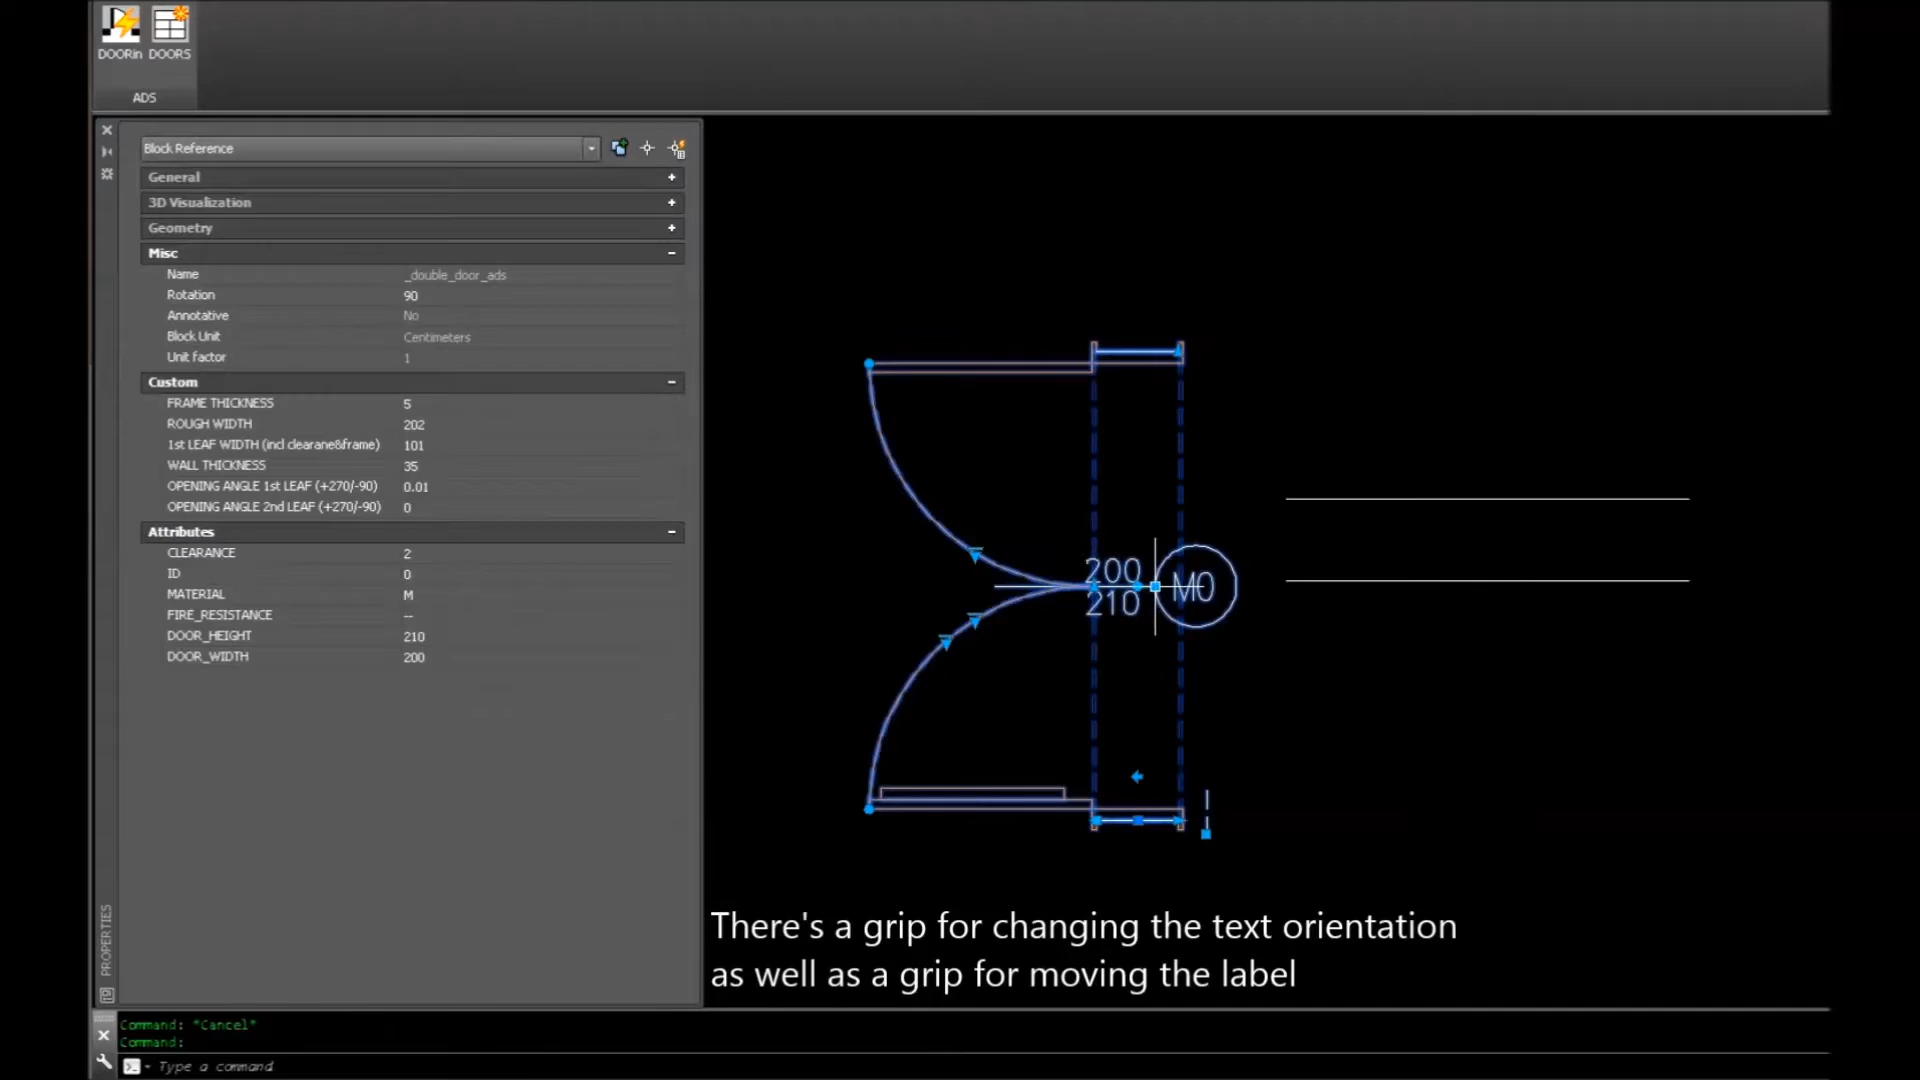 DOORin DOORS
ADS
Block Reference
General
3D Visualization
Geometry
Misc
Name _double_door_ads
Rotation 90
Annotative No
Block Unit Centimeters
Unit factor 1
Custom
FRAME THICKNESS 5
ROUGH WIDTH 202
1st LEAF WIDTH (incl clearane&frame) 101
WALL THICKNESS 35
OPENING ANGLE 1st LEAF (+270/-90) 0.01
OPENING ANGLE 2nd LEAF (+270/-90) 0
Attributes
CLEARANCE 2
ID 0
MATERIAL M
FIRE_RESISTANCE --
DOOR_HEIGHT 210
DOOR_WIDTH 200
PROPERTIES
200
210
M0
There's a grip for changing the text orientation
as well as a grip for moving the label
Command: *Cancel*
Command:
Type a command